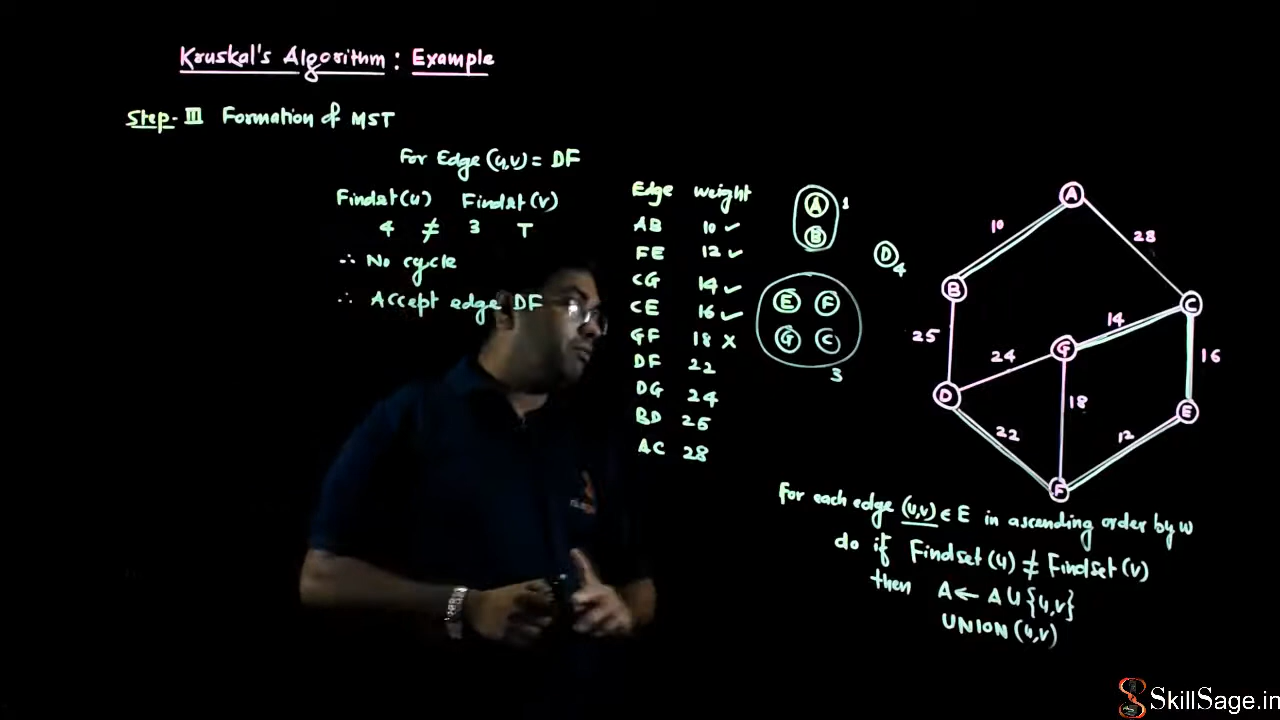 Kruskal's Algorithm : Example
Step-III Formation of MST
For Edge (u,v) = DF
Findset(u) Findset(v)
4 ≠ 3 T
∴ No cycle
∴ Accept edge DF
Edge weight
AB 10 ✓
FE 12 ✓
CG 14 ✓
CE 16 ✓
GF 18 X
DF 22
DG 24
BD 25
AC 28
A
B
1
D
4
E F
G C
3
A
10
28
B
C
14
25
G
24
16
18
D
E
22
12
F
For each edge (u,v) ∈ E in ascending order by w
do if Findset(u) ≠ Findset(v)
then A ← A U {u,v}
UNION (u,v)
SkillSage.in